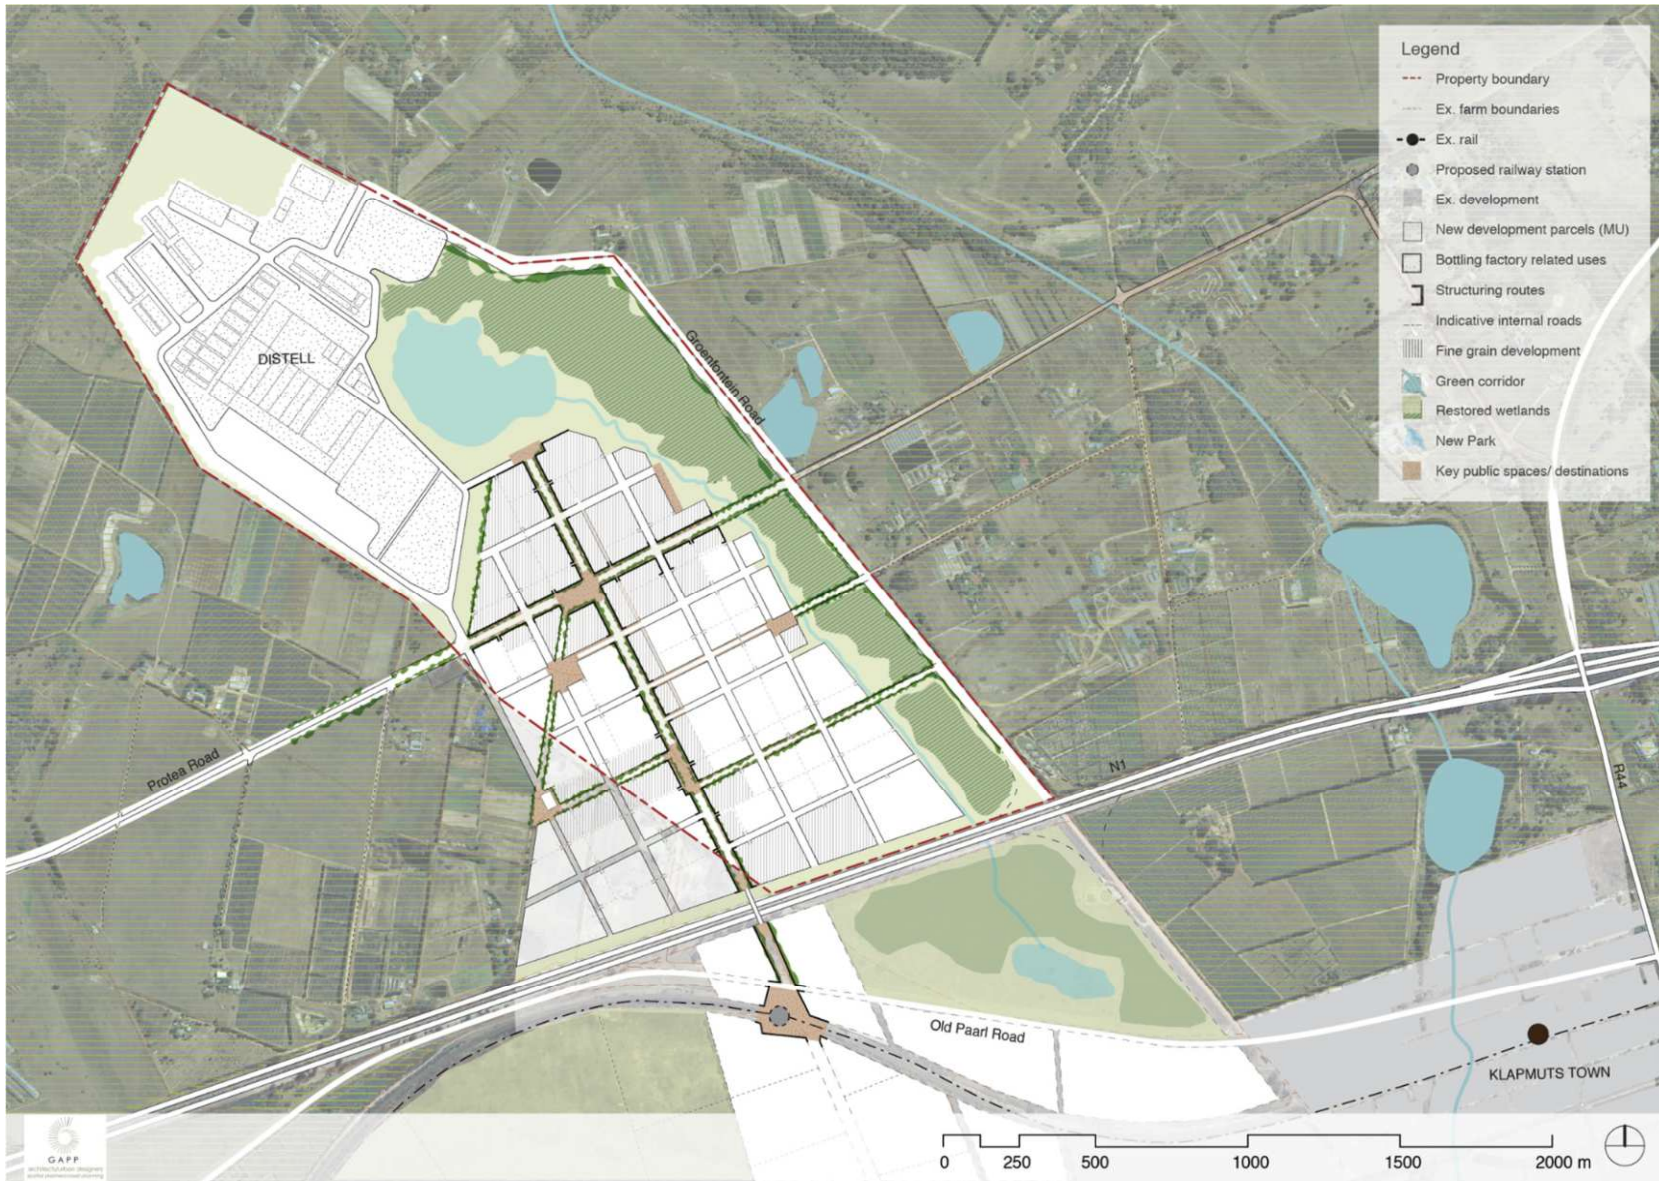 Legend
Property boundary
Ex. farm boundaries
Ex. rail
Proposed railway station
Ex. development
New development parcels (MU)
Bottling factory related uses
Structuring routes
Indicative internal roads
Fine grain development
Green corridor
Restored wetlands
New Park
Key public spaces/ destinations
DISTELL
Groenfontein Road
Protea Road
N1
R44
Old Paarl Road
KLAPMUTS TOWN
GAPP
architects/urban designers
0 250 500 1000 1500 2000 m